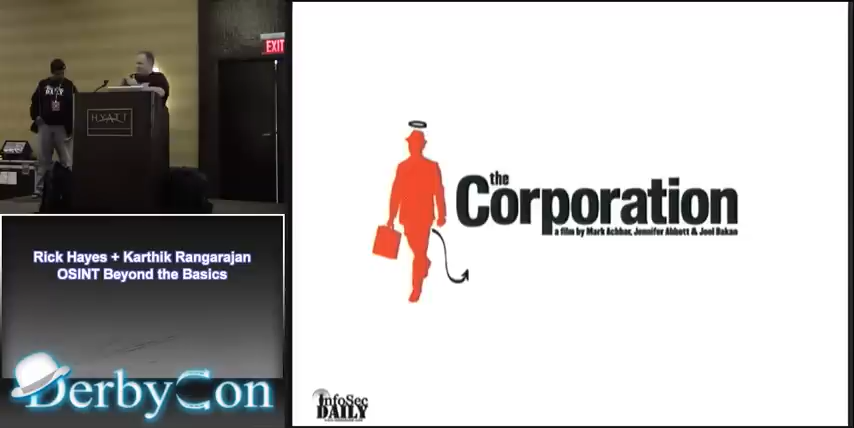 EXIT
HYATT
Rick Hayes + Karthik Rangarajan
OSINT Beyond the Basics
DerbyCon
the
Corporation
a film by Mark Achbar, Jennifer Abbott & Joel Bakan
InfoSec
DAILY